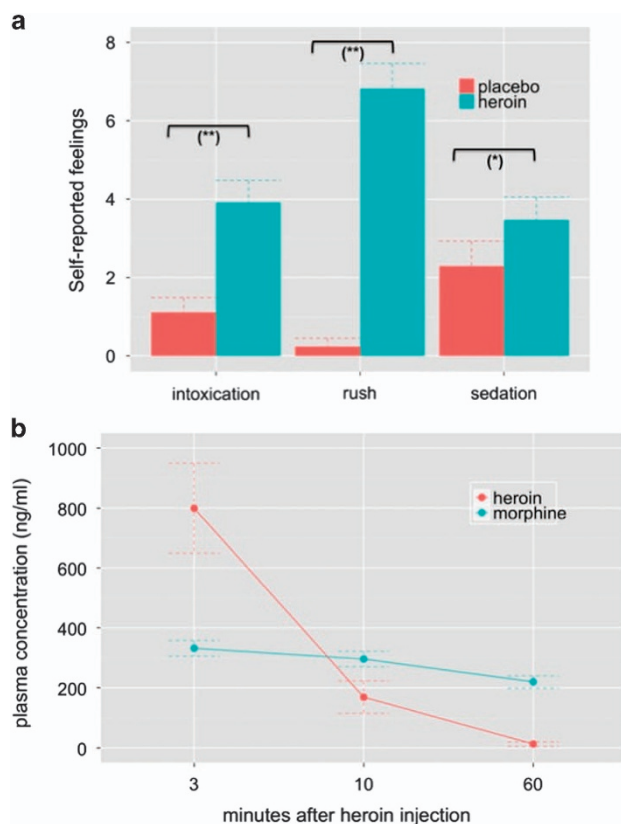 a
8
6
4
2
0
Self-reported feelings
(**)
(**)
(*)
placebo
heroin
intoxication rush sedation
b
1000
800
600
400
200
0
plasma concentration (ng/ml)
heroin
morphine
3 10 60
minutes after heroin injection